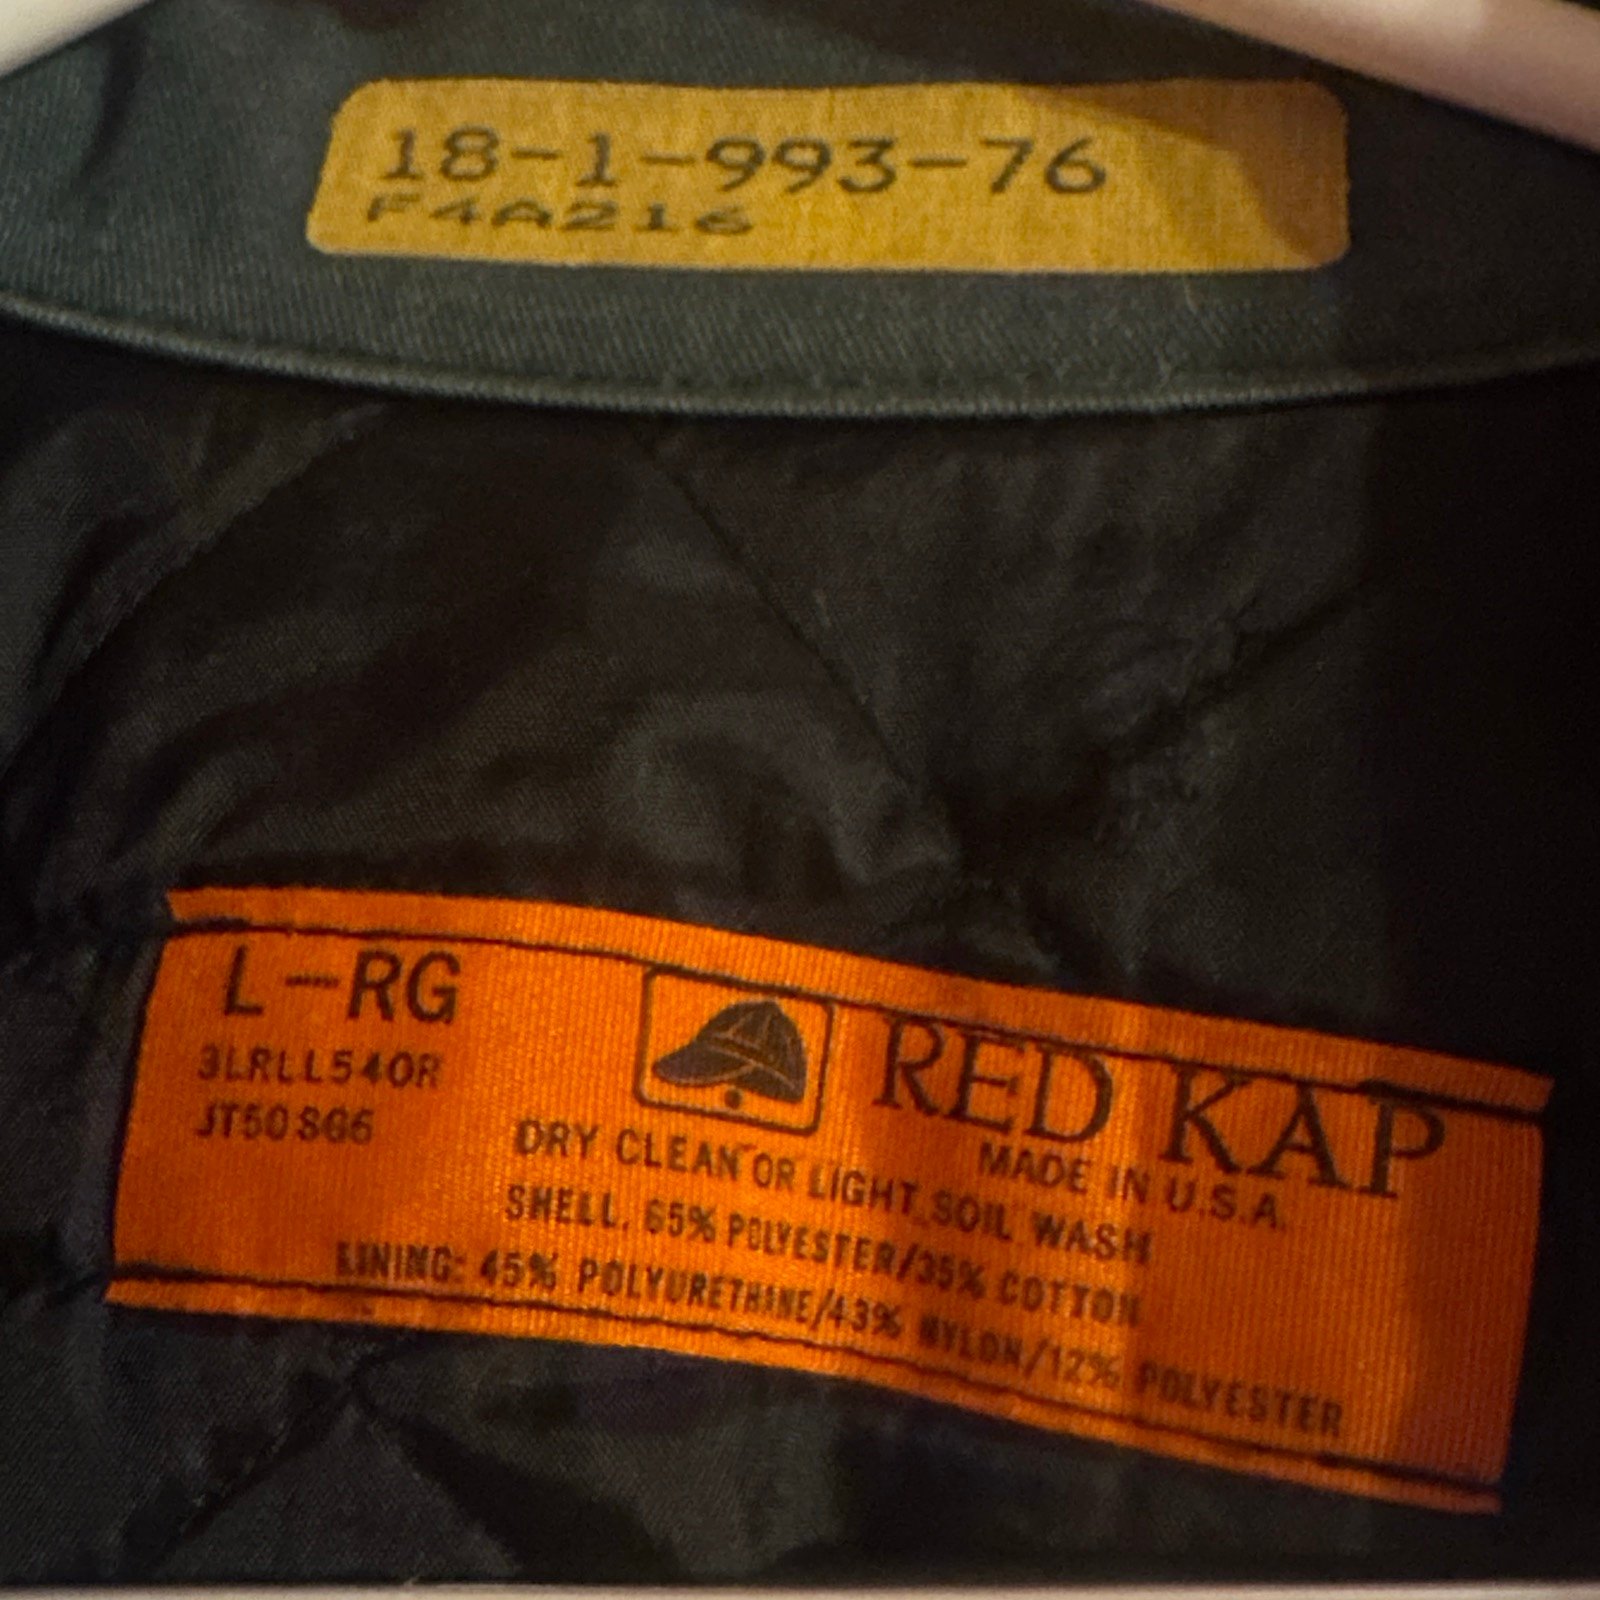 18-1-993-76
F4A216
L-RG
3LRLL540R
JT50SG6
RED KAP
MADE IN U.S.A.
DRY CLEAN OR LIGHT SOIL WASH
SHELL. 65% POLYESTER/35% COTTON
LINING: 45% POLYURETHINE/43% NYLON/12% POLYESTER